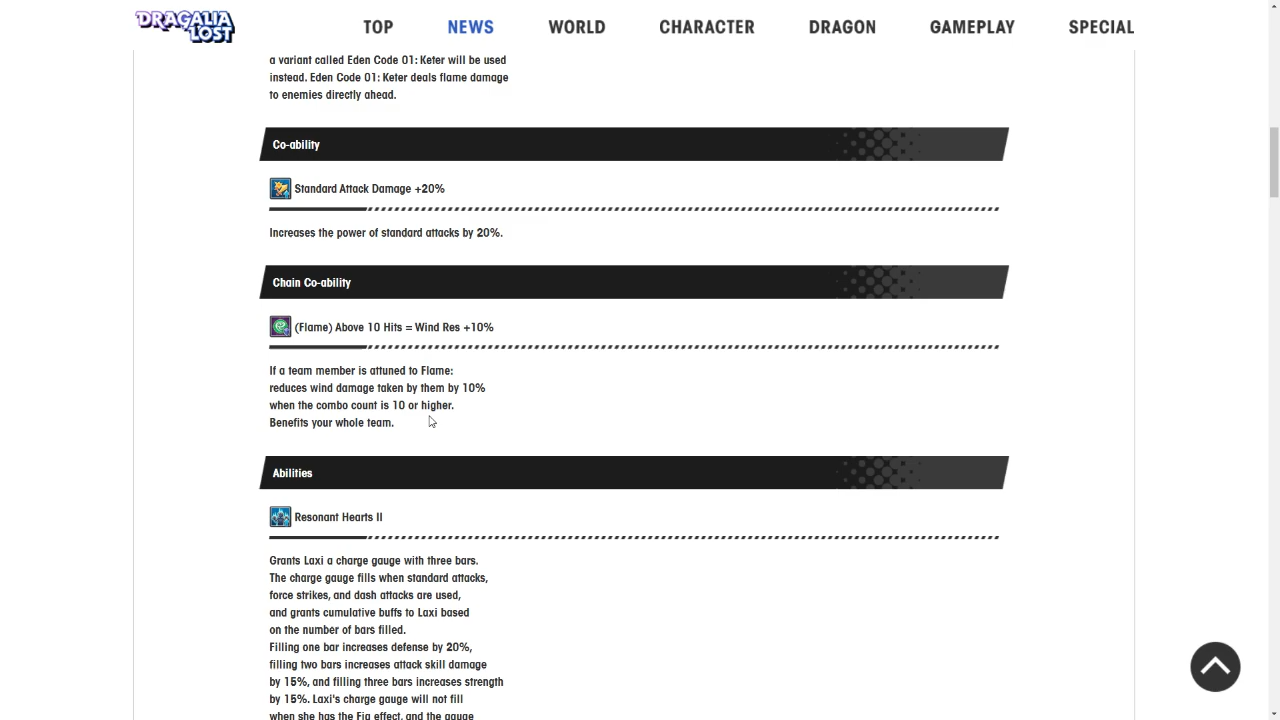 DRAGALIA
LOST
TOP NEWS WORLD CHARACTER DRAGON GAMEPLAY SPECIAL
a variant called Eden Code 01: Keter will be used
instead. Eden Code 01: Keter deals flame damage
to enemies directly ahead.
Co-ability
Standard Attack Damage +20%
Increases the power of standard attacks by 20%.
Chain Co-ability
(Flame) Above 10 Hits = Wind Res +10%
If a team member is attuned to Flame:
reduces wind damage taken by them by 10%
when the combo count is 10 or higher.
Benefits your whole team.
Abilities
Resonant Hearts II
Grants Laxi a charge gauge with three bars.
The charge gauge fills when standard attacks,
force strikes, and dash attacks are used,
and grants cumulative buffs to Laxi based
on the number of bars filled.
Filling one bar increases defense by 20%,
filling two bars increases attack skill damage
by 15%, and filling three bars increases strength
by 15%. Laxi's charge gauge will not fill
when she has the Fig effect, and the gauge